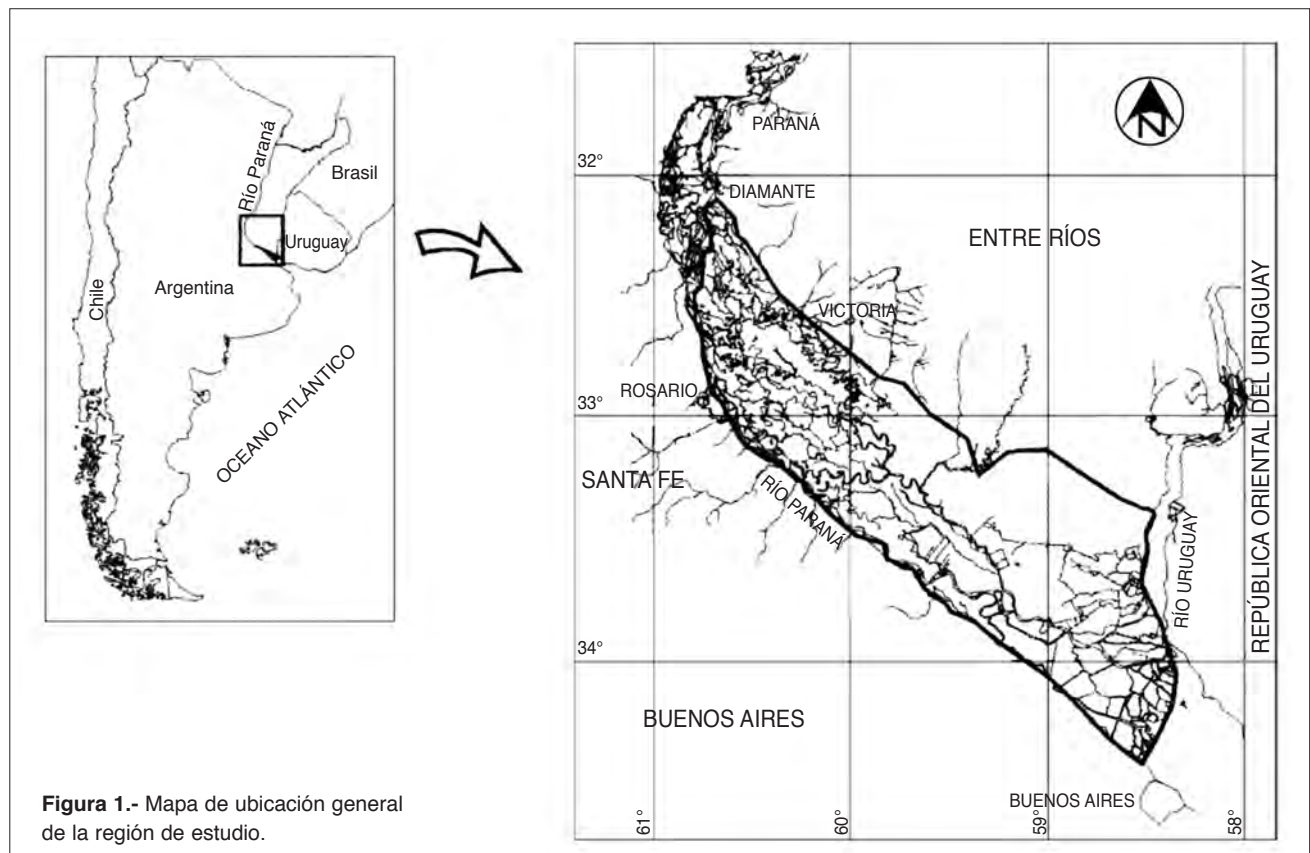 Río Paraná
Brasil
Uruguay
Argentina
Chile
OCEANO ATLÁNTICO
N
PARANÁ
32°
DIAMANTE
ENTRE RÍOS
VICTORIA
ROSARIO
33°
SANTA FE
RÍO PARANÁ
RÍO URUGUAY
REPÚBLICA ORIENTAL DEL URUGUAY
34°
BUENOS AIRES
BUENOS AIRES
61°
60°
59°
58°
Figura 1.- Mapa de ubicación general
de la región de estudio.